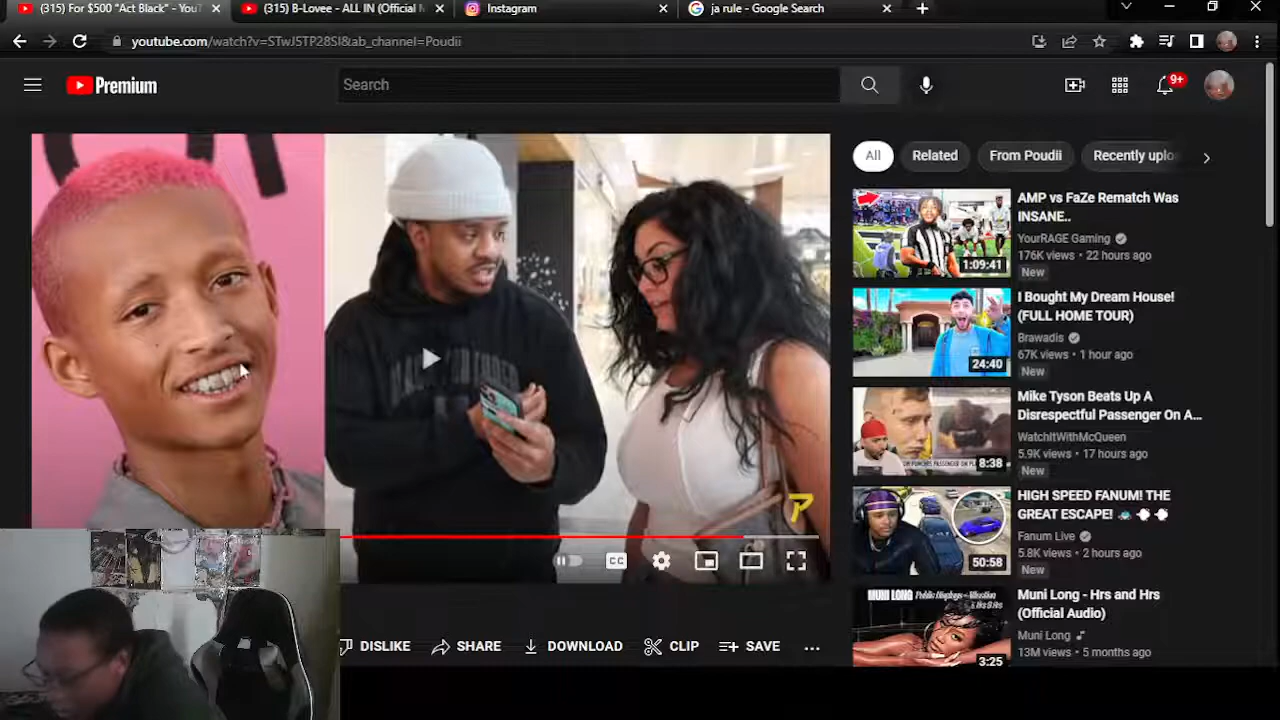 (315) For $500 "Act Black" - YouT
(315) B-Lovee - ALL IN (Official M
Instagram
ja rule - Google Search
youtube.com/watch?v=STwJ5TP28SI&ab_channel=Poudii
Premium
Search
9+
All
Related
From Poudii
Recently uplo
AMP vs FaZe Rematch Was
INSANE..
YourRAGE Gaming
176K views • 22 hours ago
New
1:09:41
I Bought My Dream House!
(FULL HOME TOUR)
Brawadis
67K views • 1 hour ago
New
24:40
Mike Tyson Beats Up A
Disrespectful Passenger On A...
WatchItWithMcQueen
5.9K views • 17 hours ago
New
8:38
HIGH SPEED FANUM! THE
GREAT ESCAPE!
Fanum Live
5.8K views • 2 hours ago
New
50:58
MUNI LONG
Muni Long - Hrs and Hrs
(Official Audio)
Muni Long
13M views • 5 months ago
3:25
P
CC
DISLIKE
SHARE
DOWNLOAD
CLIP
SAVE